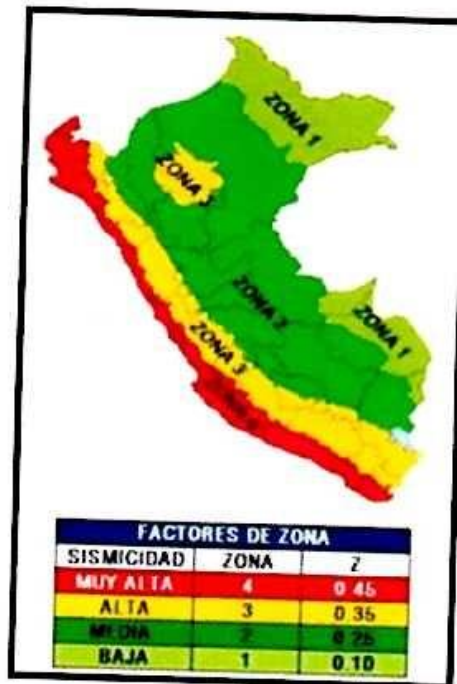 ZONA 1
ZONA 3
ZONA 2
ZONA 1
ZONA 3
FACTORES DE ZONA
SISMICIDAD ZONA Z
MUY ALTA 4 0.45
ALTA 3 0.35
MEDIA 2 0.25
BAJA 1 0.10